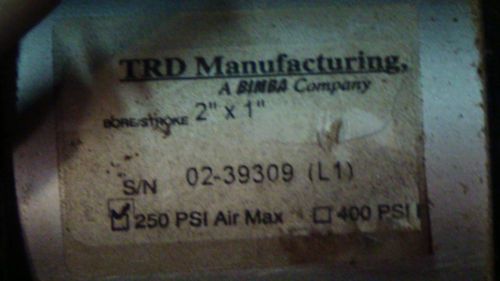 TRD Manufacturing,
A BIMBA Company
BORE/STROKE 2" x 1"
S/N 02-39309 (L1)
☑ 250 PSI Air Max ☐ 400 PSI